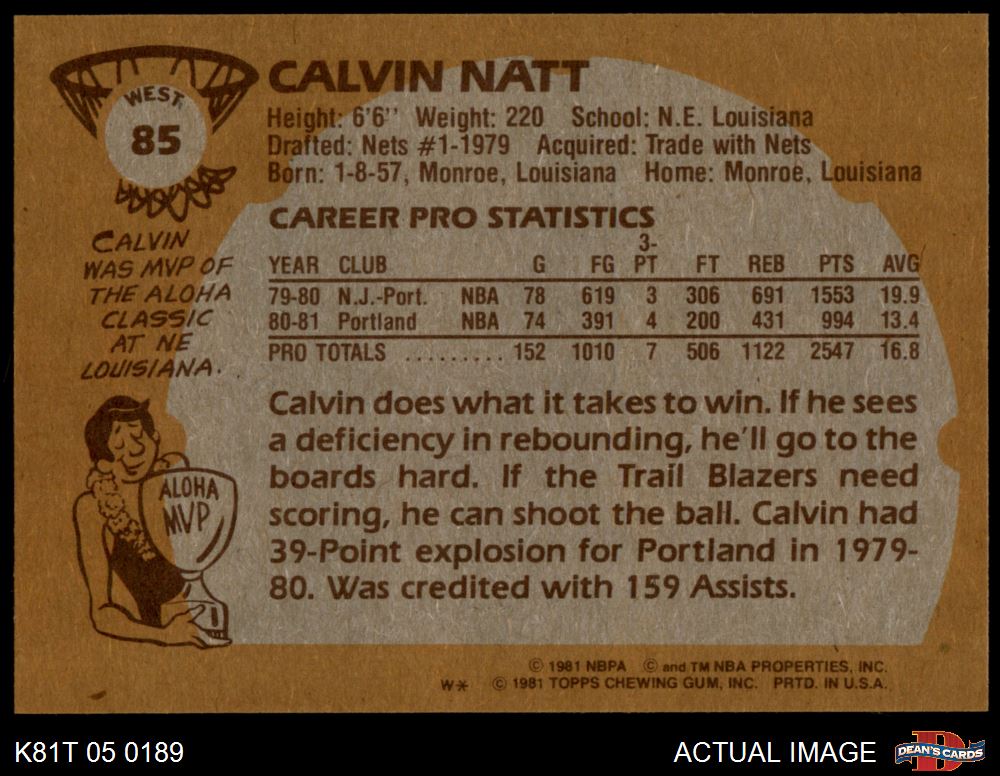 WEST
85
CALVIN NATT
Height: 6'6'' Weight: 220 School: N.E. Louisiana
Drafted: Nets #1-1979 Acquired: Trade with Nets
Born: 1-8-57, Monroe, Louisiana Home: Monroe, Louisiana
CALVIN
WAS MVP OF
THE ALOHA
CLASSIC
AT NE
LOUISIANA.
CAREER PRO STATISTICS
YEAR CLUB G FG 3-PT FT REB PTS AVG
79-80 N.J.-Port. NBA 78 619 3 306 691 1553 19.9
80-81 Portland NBA 74 391 4 200 431 994 13.4
PRO TOTALS .......... 152 1010 7 506 1122 2547 16.8
ALOHA
MVP
Calvin does what it takes to win. If he sees
a deficiency in rebounding, he'll go to the
boards hard. If the Trail Blazers need
scoring, he can shoot the ball. Calvin had
39-Point explosion for Portland in 1979-
80. Was credited with 159 Assists.
© 1981 NBPA © and TM NBA PROPERTIES, INC.
W* © 1981 TOPPS CHEWING GUM, INC. PRTD. IN U.S.A.
K81T 05 0189
ACTUAL IMAGE
D
DEAN'S CARDS